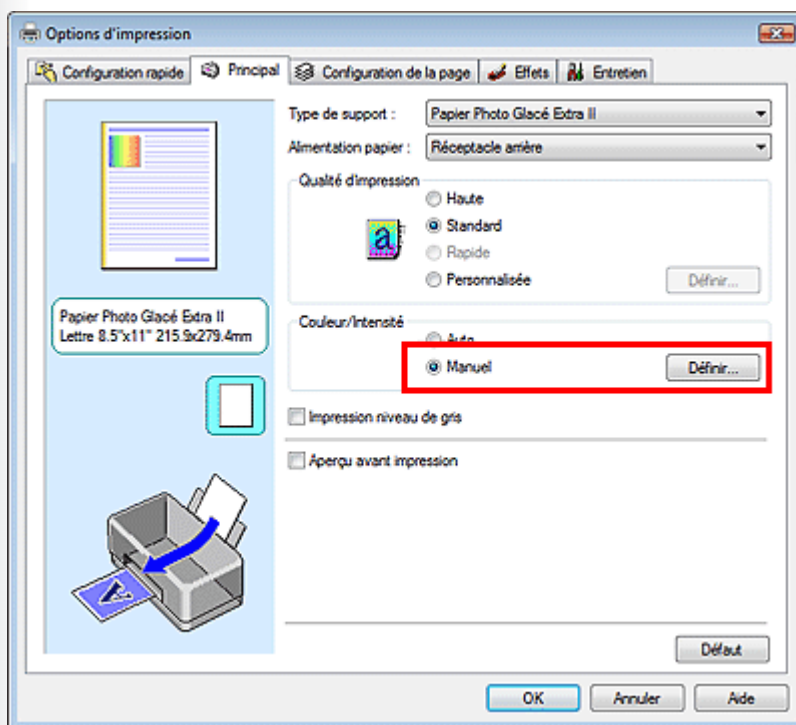 Options d'impression
Configuration rapide Principal Configuration de la page Effets Entretien
Type de support : Papier Photo Glacé Extra II
Alimentation papier : Réceptacle arrière
Qualité d'impression
Haute
a Standard
Rapide
Personnalisée Définir...
Papier Photo Glacé Extra II
Lettre 8.5"x11" 215.9x279.4mm
Couleur/Intensité
Auto
Manuel Définir...
Impression niveau de gris
Aperçu avant impression
A
Défaut
OK Annuler Aide